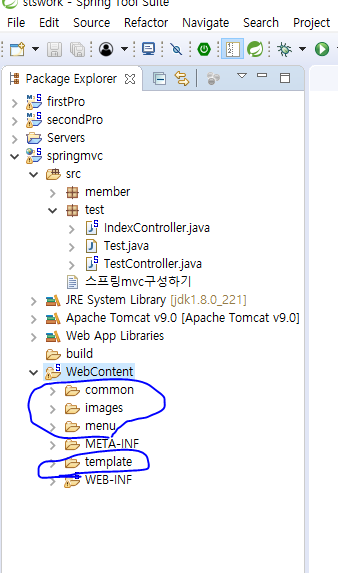 stswork - Spring Tool Suite
File Edit Source Refactor Navigate Search Project
Package Explorer
firstPro
secondPro
Servers
springmvc
src
member
test
IndexController.java
Test.java
TestController.java
스프링mvc구성하기
JRE System Library [jdk1.8.0_221]
Apache Tomcat v9.0 [Apache Tomcat v9.0]
Web App Libraries
build
WebContent
common
images
menu
META-INF
template
WEB-INF